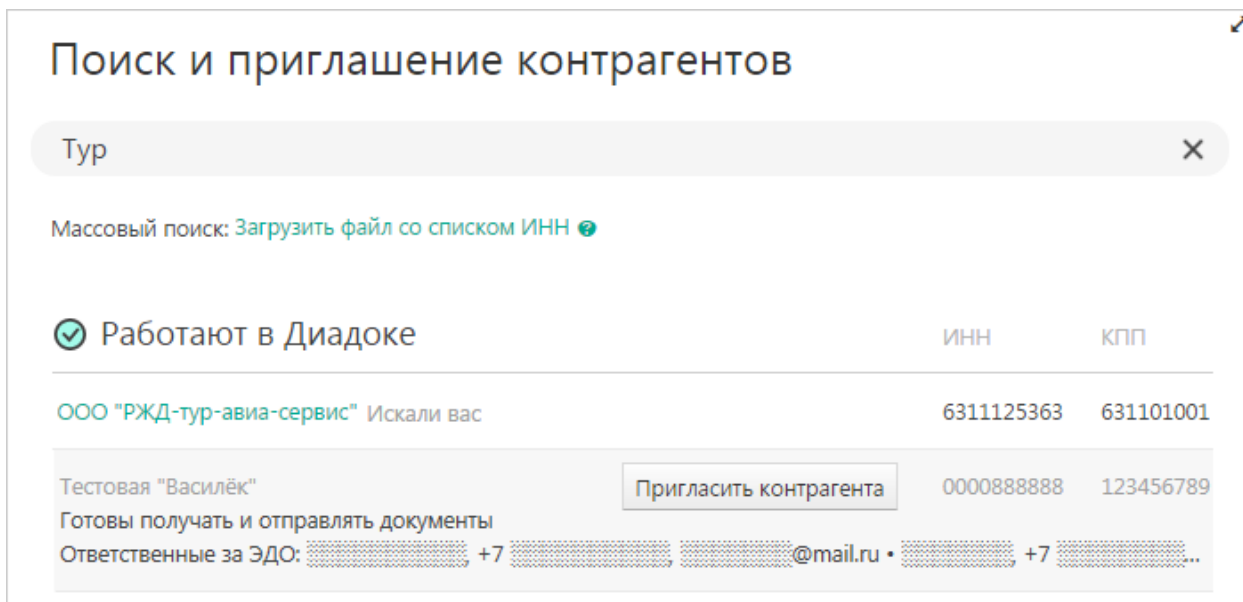 Поиск и приглашение контрагентов
Тур
Массовый поиск: Загрузить файл со списком ИНН ?
Работают в Диадоке ИНН КПП
ООО "РЖД-тур-авиа-сервис" Искали вас 6311125363 631101001
Тестовая "Василёк" Пригласить контрагента 0000888888 123456789
Готовы получать и отправлять документы
Ответственные за ЭДО: , +7 , @mail.ru • , +7 ...